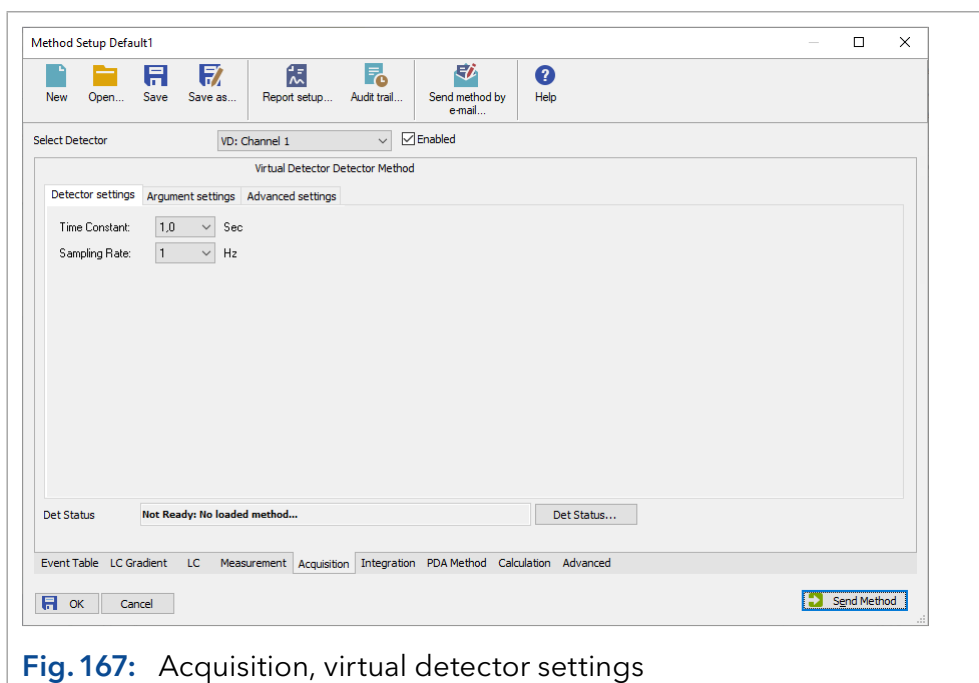 Method Setup Default1
New Open... Save Save as... Report setup... Audit trail... Send method by e-mail... Help
Select Detector VD: Channel 1 Enabled
Virtual Detector Detector Method
Detector settings Argument settings Advanced settings
Time Constant: 1,0 Sec
Sampling Rate: 1 Hz
Det Status Not Ready: No loaded method... Det Status...
Event Table LC Gradient LC Measurement Acquisition Integration PDA Method Calculation Advanced
OK Cancel Send Method
Fig. 167: Acquisition, virtual detector settings